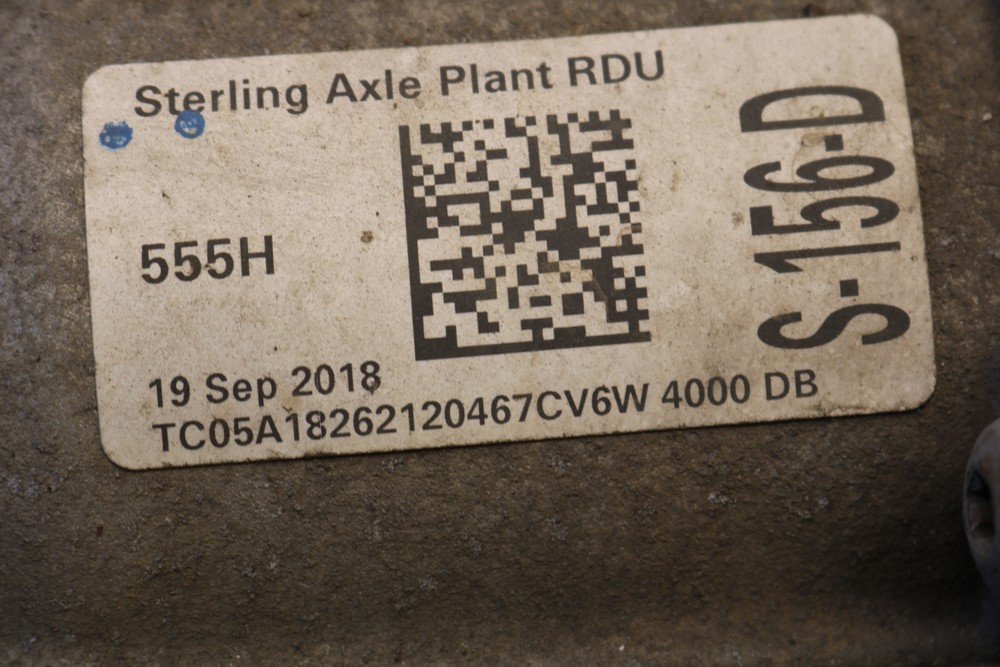 Sterling Axle Plant RDU
555H
S-156-D
19 Sep 2018
TC05A18262120467CV6W 4000 DB